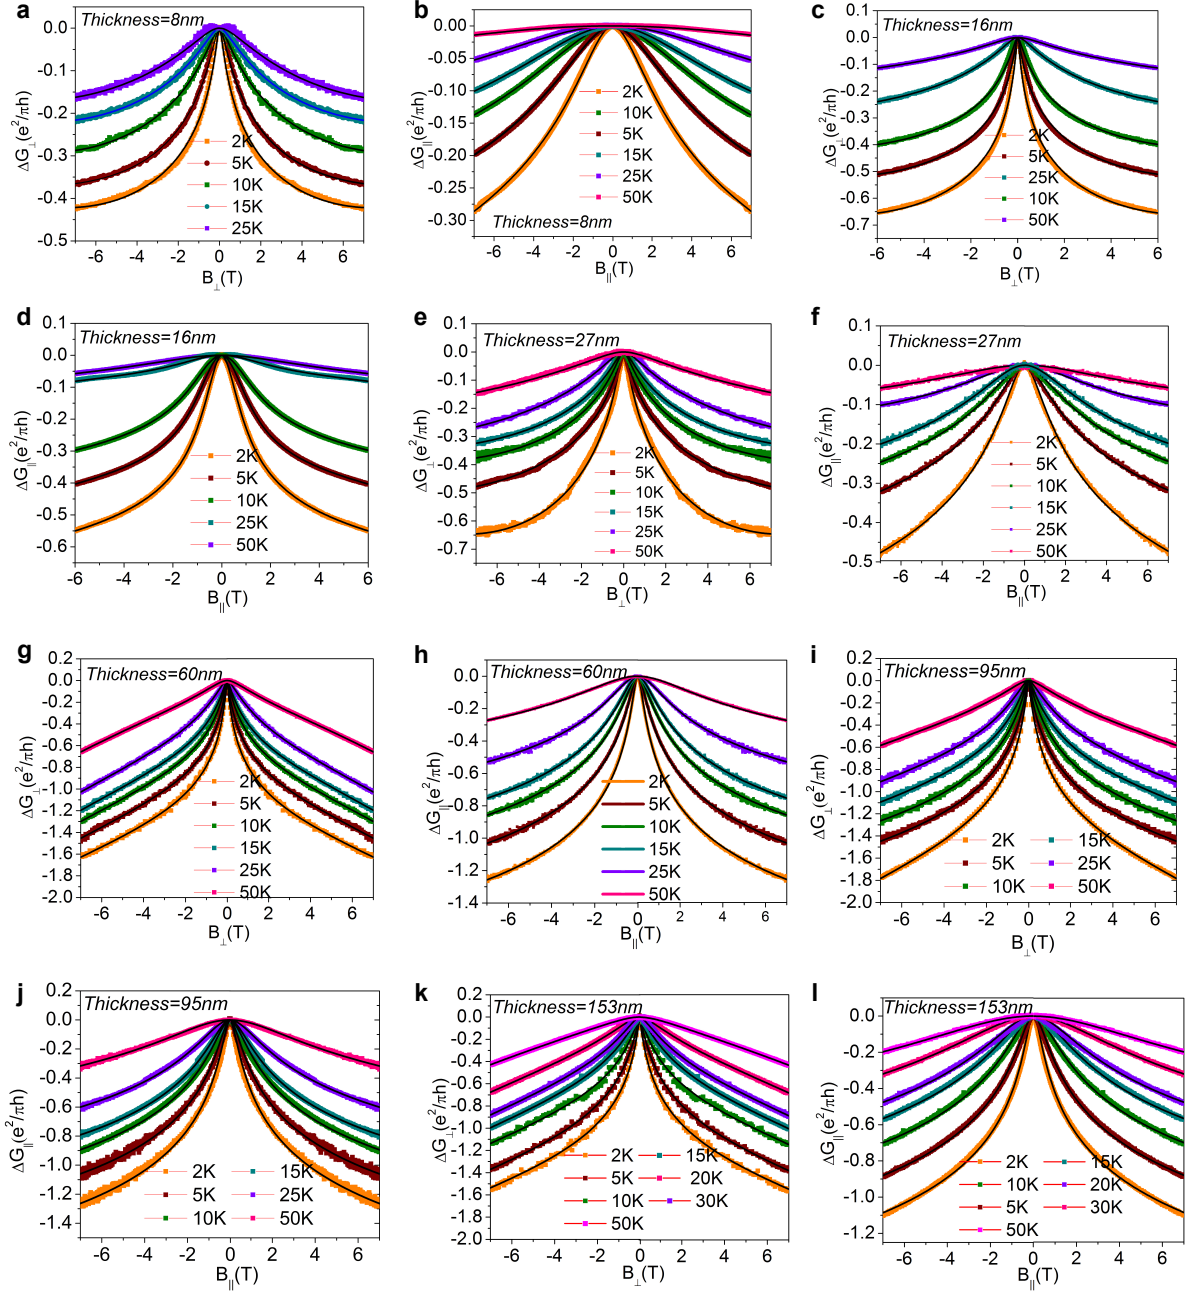 a
Thickness=8nm
0.0
-0.1
-0.2
-0.3
-0.4
-0.5
ΔG⊥(e²/πh)
2K
5K
10K
15K
25K
-6 -4 -2 0 2 4 6
B⊥(T)
b
0.00
-0.05
-0.10
-0.15
-0.20
-0.25
-0.30
ΔG||(e²/πh)
2K
10K
5K
15K
25K
50K
Thickness=8nm
-6 -4 -2 0 2 4 6
B||(T)
c
Thickness=16nm
0.1
0.0
-0.1
-0.2
-0.3
-0.4
-0.5
-0.6
-0.7
ΔG⊥(e²/πh)
2K
5K
25K
10K
50K
-6 -4 -2 0 2 4 6
B⊥(T)
d
Thickness=16nm
0.1
0.0
-0.1
-0.2
-0.3
-0.4
-0.5
-0.6
ΔG||(e²/πh)
2K
5K
10K
25K
50K
-6 -4 -2 0 2 4 6
B||(T)
e
Thickness=27nm
0.1
0.0
-0.1
-0.2
-0.3
-0.4
-0.5
-0.6
-0.7
ΔG⊥(e²/πh)
2K
5K
10K
15K
25K
50K
-6 -4 -2 0 2 4 6
B⊥(T)
f
Thickness=27nm
0.1
0.0
-0.1
-0.2
-0.3
-0.4
-0.5
ΔG||(e²/πh)
2K
5K
10K
15K
25K
50K
-6 -4 -2 0 2 4 6
B||(T)
g
Thickness=60nm
0.2
0.0
-0.2
-0.4
-0.6
-0.8
-1.0
-1.2
-1.4
-1.6
-1.8
-2.0
ΔG⊥(e²/πh)
2K
5K
10K
15K
25K
50K
-6 -4 -2 0 2 4 6
B⊥(T)
h
Thickness=60nm
0.0
-0.2
-0.4
-0.6
-0.8
-1.0
-1.2
-1.4
ΔG||(e²/πh)
2K
5K
10K
15K
25K
50K
-6 -4 -2 0 2 4 6
B||(T)
i
Thickness=95nm
0.2
0.0
-0.2
-0.4
-0.6
-0.8
-1.0
-1.2
-1.4
-1.6
-1.8
-2.0
ΔG⊥(e²/πh)
2K 15K
5K 25K
10K 50K
-6 -4 -2 0 2 4 6
B⊥(T)
j
Thickness=95nm
0.2
0.0
-0.2
-0.4
-0.6
-0.8
-1.0
-1.2
-1.4
ΔG||(e²/πh)
2K 15K
5K 25K
10K 50K
-6 -4 -2 0 2 4 6
B||(T)
k
Thickness=153nm
0.2
0.0
-0.2
-0.4
-0.6
-0.8
-1.0
-1.2
-1.4
-1.6
-1.8
-2.0
ΔG⊥(e²/πh)
2K 15K
5K 20K
10K 30K
50K
-6 -4 -2 0 2 4 6
B⊥(T)
l
Thickness=153nm
0.0
-0.2
-0.4
-0.6
-0.8
-1.0
-1.2
ΔG||(e²/πh)
2K 15K
10K 20K
5K 30K
50K
-6 -4 -2 0 2 4 6
B||(T)